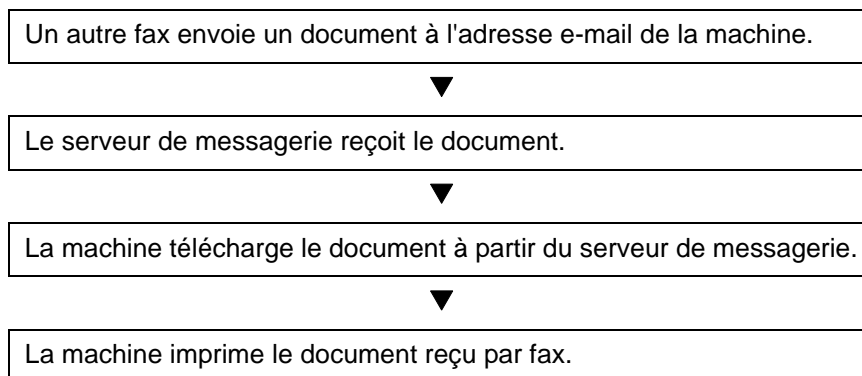 Un autre fax envoie un document à l'adresse e-mail de la machine.
Le serveur de messagerie reçoit le document.
La machine télécharge le document à partir du serveur de messagerie.
La machine imprime le document reçu par fax.